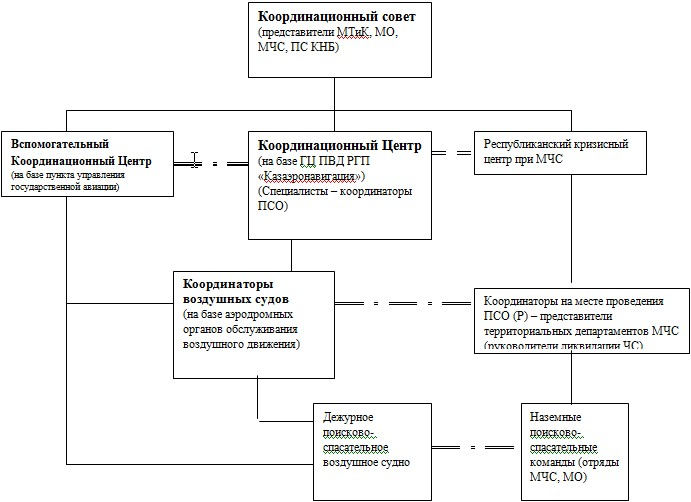 Координационный совет
(представители МТиК, МО,
МЧС, ПС КНБ)
Вспомогательный
Координационный Центр
(на базе пункта управления
государственной авиации)
Координационный Центр
(на базе ГЦ ПВД РГП
«Казаэронавигация»)
(Специалисты – координаторы
ПСО)
Республиканский кризисный
центр при МЧС
Координаторы
воздушных судов
(на базе аэродромных
органов обслуживания
воздушного движения)
Координаторы на месте проведения
ПСО (Р) – представители
территориальных департаментов МЧС
(руководители ликвидации ЧС)
Дежурное
поисково-
спасательное
воздушное судно
Наземные
поисково-
спасательные
команды (отряды
МЧС, МО)